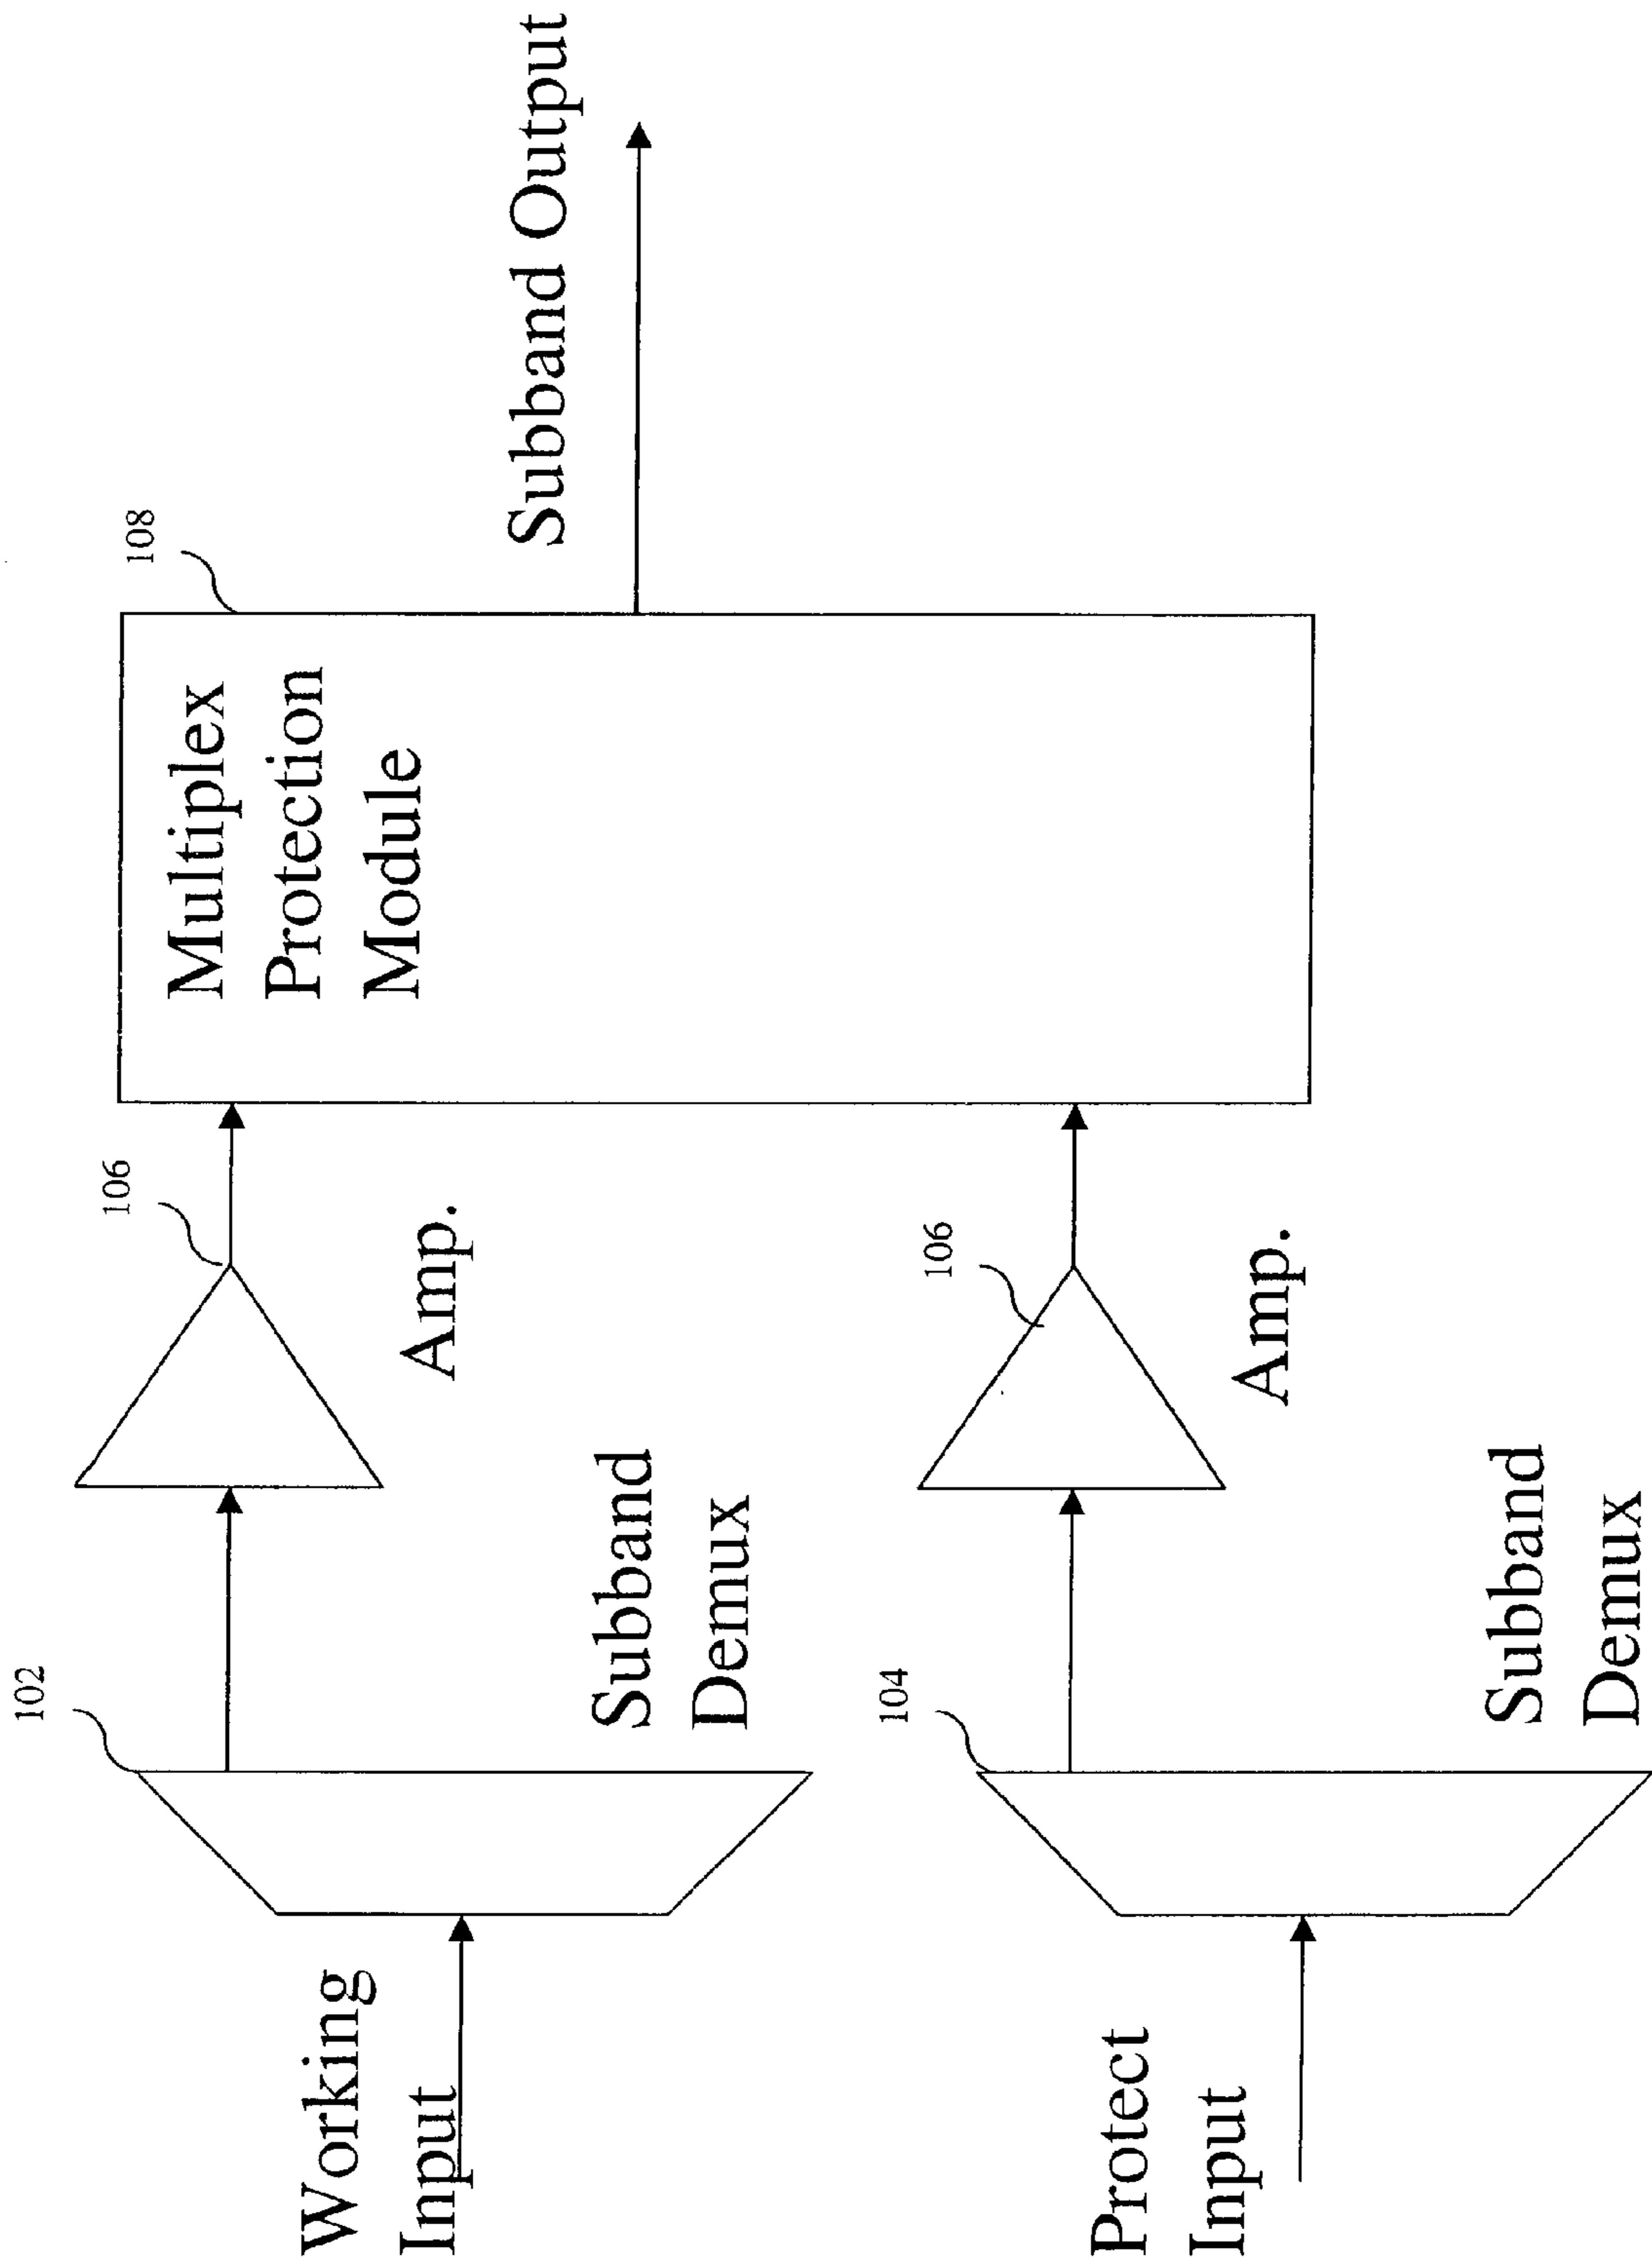 Working
Input
102
Subband
Demux
106
Amp.
108
Multiplex
Protection
Module
Subband Output
Protect
Input
104
Subband
Demux
106
Amp.